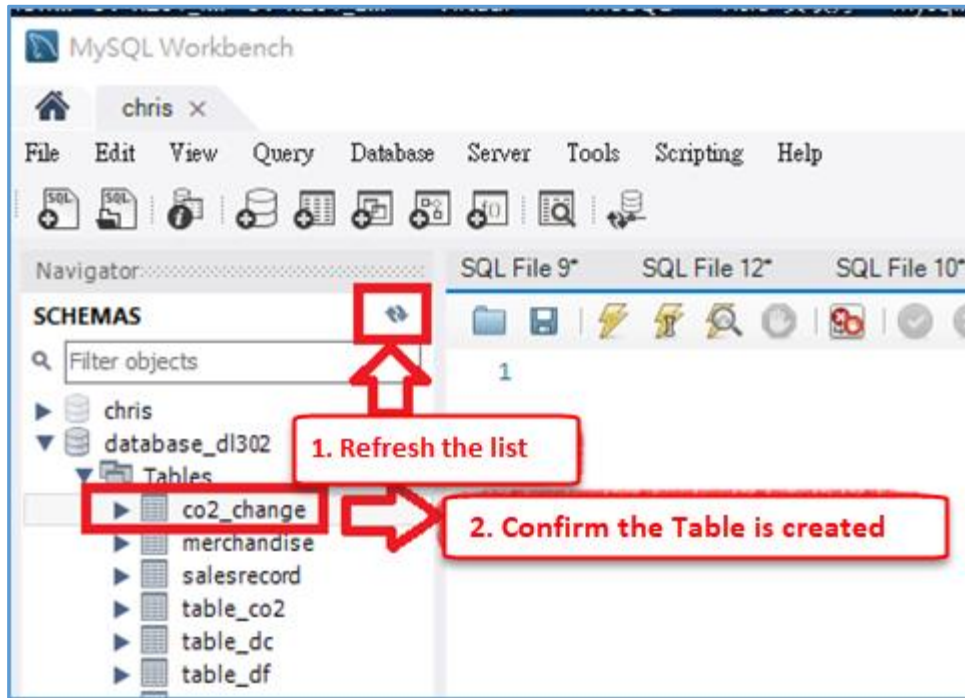 MySQL Workbench
chris ×
File Edit View Query Database Server Tools Scripting Help
SQL SQL
Navigator
SQL File 9* SQL File 12* SQL File 10*
SCHEMAS
Filter objects
1
chris
database_dl302
1. Refresh the list
Tables
co2_change
2. Confirm the Table is created
merchandise
salesrecord
table_co2
table_dc
table_df